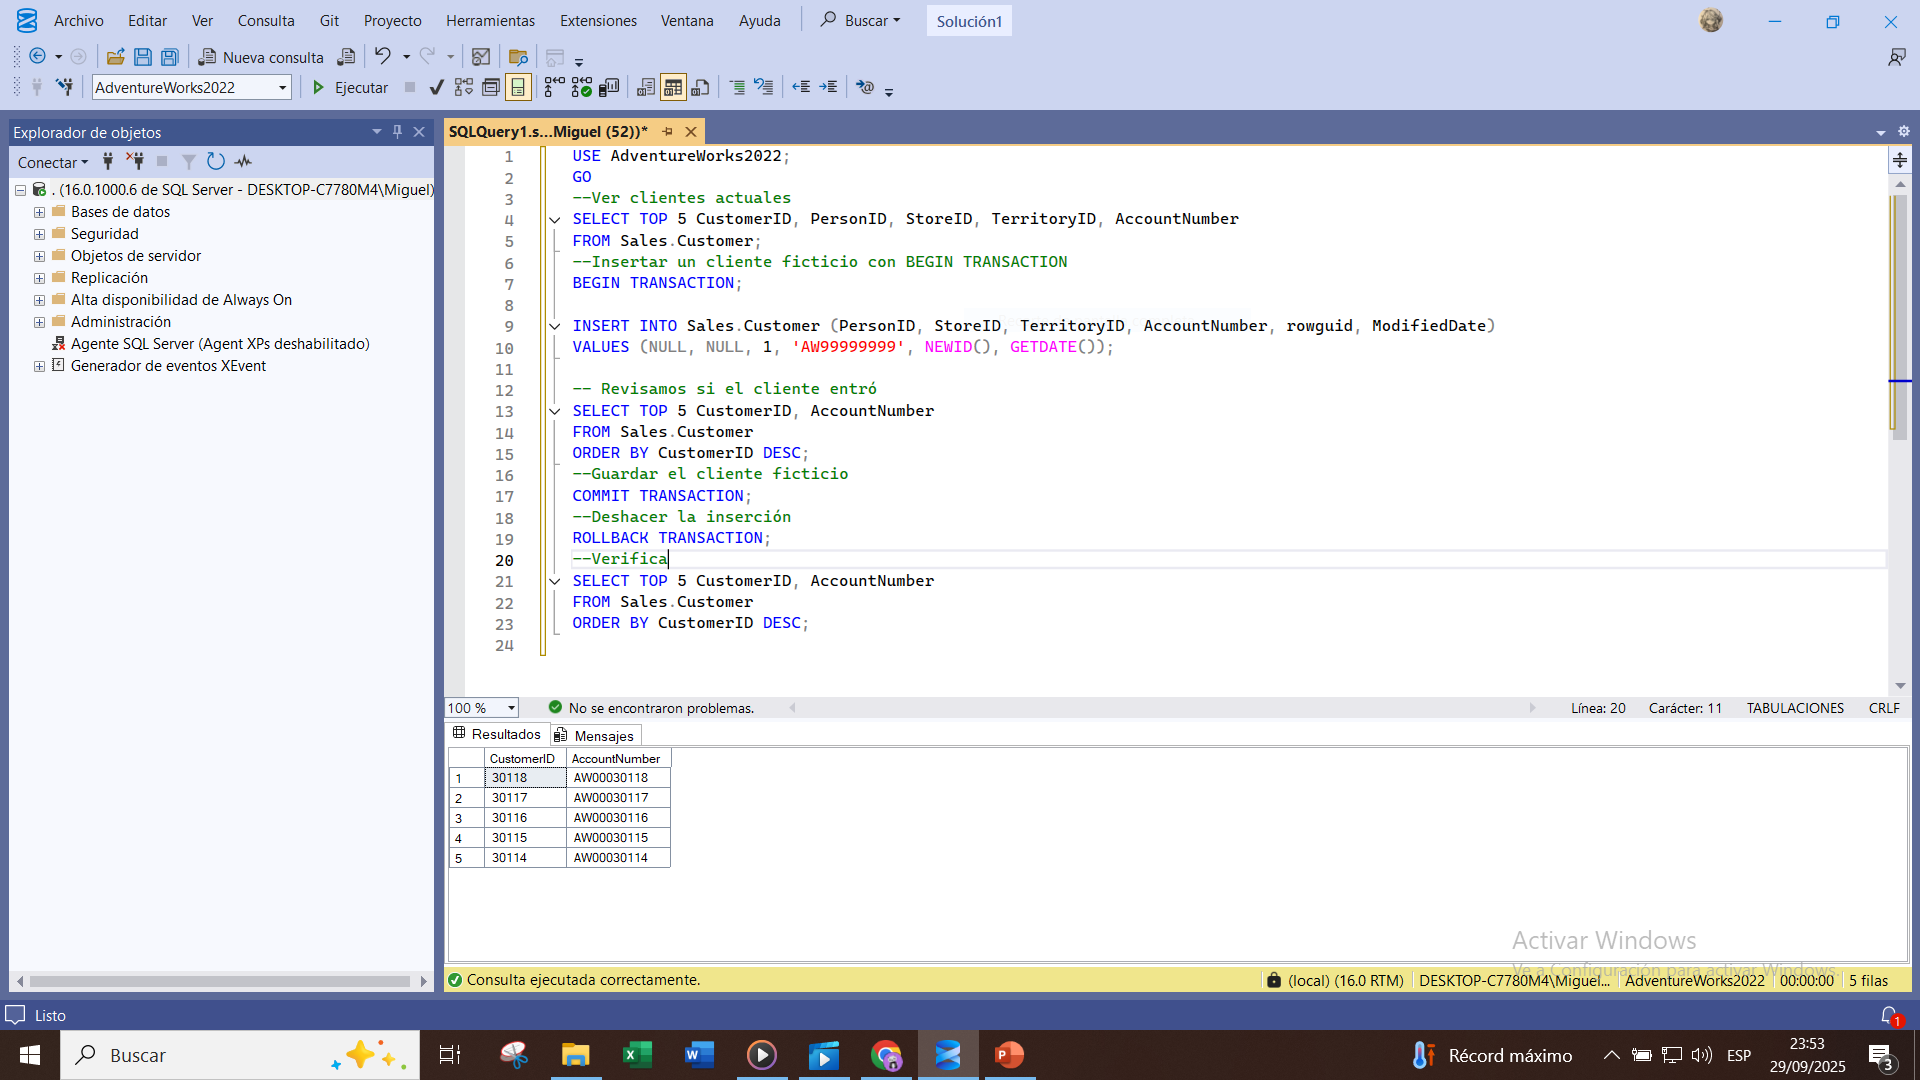 Archivo Editar Ver Consulta Git Proyecto Herramientas Extensiones Ventana Ayuda Buscar Solución1
Nueva consulta
AdventureWorks2022 Ejecutar
Explorador de objetos
Conectar
. (16.0.1000.6 de SQL Server - DESKTOP-C7780M4\Miguel)
Bases de datos
Seguridad
Objetos de servidor
Replicación
Alta disponibilidad de Always On
Administración
Agente SQL Server (Agent XPs deshabilitado)
Generador de eventos XEvent
SQLQuery1.s...Miguel (52))*
1 USE AdventureWorks2022;
2 GO
3 --Ver clientes actuales
4 SELECT TOP 5 CustomerID, PersonID, StoreID, TerritoryID, AccountNumber
5 FROM Sales.Customer;
6 --Insertar un cliente ficticio con BEGIN TRANSACTION
7 BEGIN TRANSACTION;
8
9 INSERT INTO Sales.Customer (PersonID, StoreID, TerritoryID, AccountNumber, rowguid, ModifiedDate)
10 VALUES (NULL, NULL, 1, 'AW99999999', NEWID(), GETDATE());
11
12 -- Revisamos si el cliente entró
13 SELECT TOP 5 CustomerID, AccountNumber
14 FROM Sales.Customer
15 ORDER BY CustomerID DESC;
16 --Guardar el cliente ficticio
17 COMMIT TRANSACTION;
18 --Deshacer la inserción
19 ROLLBACK TRANSACTION;
20 --Verifica
21 SELECT TOP 5 CustomerID, AccountNumber
22 FROM Sales.Customer
23 ORDER BY CustomerID DESC;
24
100 % No se encontraron problemas. Línea: 20 Carácter: 11 TABULACIONES CRLF
Resultados Mensajes
CustomerID AccountNumber
1 30118 AW00030118
2 30117 AW00030117
3 30116 AW00030116
4 30115 AW00030115
5 30114 AW00030114
Activar Windows
Ve a Configuración para activar Windows.
Consulta ejecutada correctamente. (local) (16.0 RTM) DESKTOP-C7780M4\Miguel... AdventureWorks2022 00:00:00 5 filas
Listo 1
Buscar Récord máximo ESP 23:53
29/09/2025 3